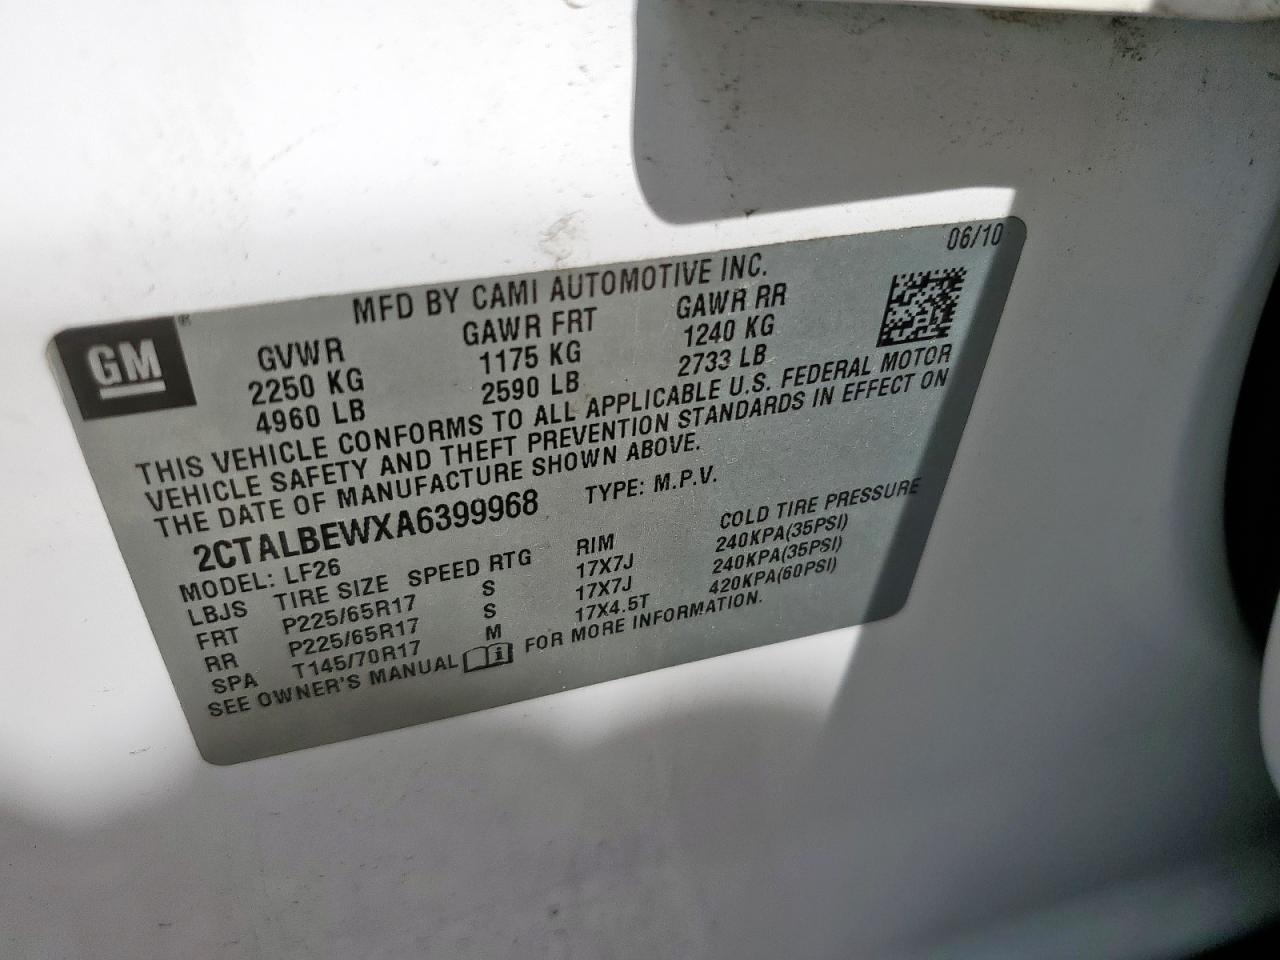 06/10
MFD BY CAMI AUTOMOTIVE INC.
GM ®
GVWR GAWR FRT GAWR RR
2250 KG 1175 KG 1240 KG
4960 LB 2590 LB 2733 LB
THIS VEHICLE CONFORMS TO ALL APPLICABLE U.S. FEDERAL MOTOR
VEHICLE SAFETY AND THEFT PREVENTION STANDARDS IN EFFECT ON
THE DATE OF MANUFACTURE SHOWN ABOVE.
2CTALBEWXA6399968 TYPE: M.P.V.
MODEL: LF26
LBJS TIRE SIZE SPEED RTG RIM COLD TIRE PRESSURE
FRT P225/65R17 S 17X7J 240KPA(35PSI)
RR P225/65R17 S 17X7J 240KPA(35PSI)
SPA T145/70R17 M 17X4.5T 420KPA(60PSI)
SEE OWNER'S MANUAL FOR MORE INFORMATION.